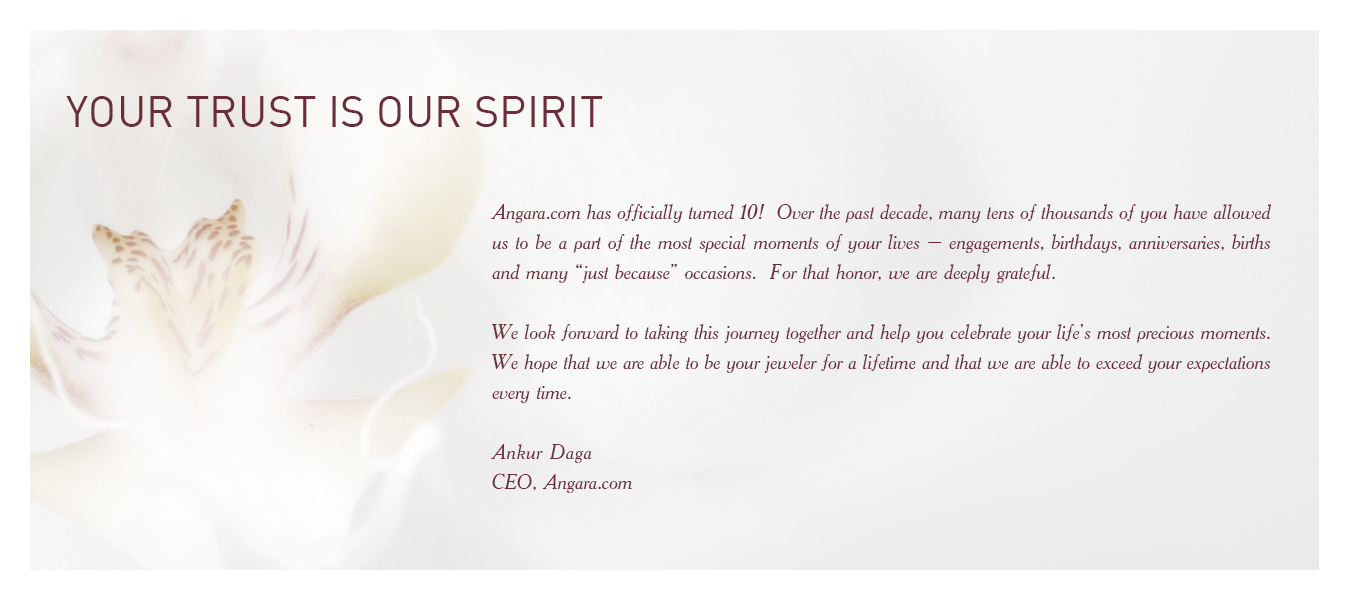 YOUR TRUST IS OUR SPIRIT
Angara.com has officially turned 10! Over the past decade, many tens of thousands of you have allowed
us to be a part of the most special moments of your lives – engagements, birthdays, anniversaries, births
and many “just because” occasions. For that honor, we are deeply grateful.
We look forward to taking this journey together and help you celebrate your life’s most precious moments.
We hope that we are able to be your jeweler for a lifetime and that we are able to exceed your expectations
every time.
Ankur Daga
CEO, Angara.com